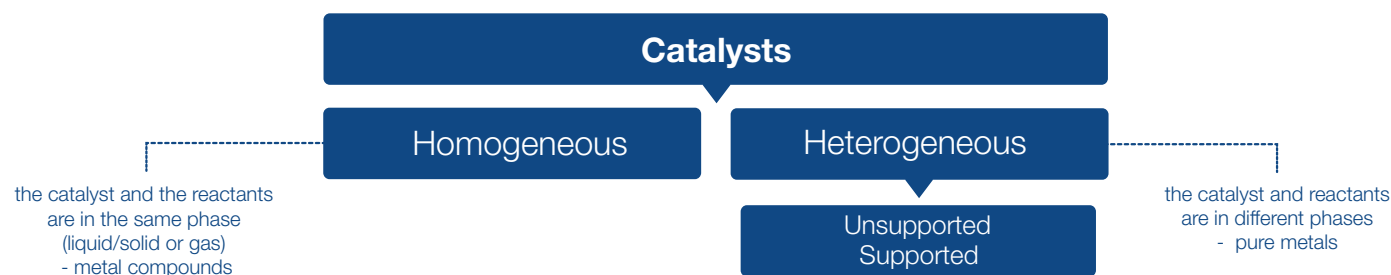 Catalysts
Homogeneous
Heterogeneous
the catalyst and the reactants
are in the same phase
(liquid/solid or gas)
- metal compounds
Unsupported
Supported
the catalyst and reactants
are in different phases
- pure metals